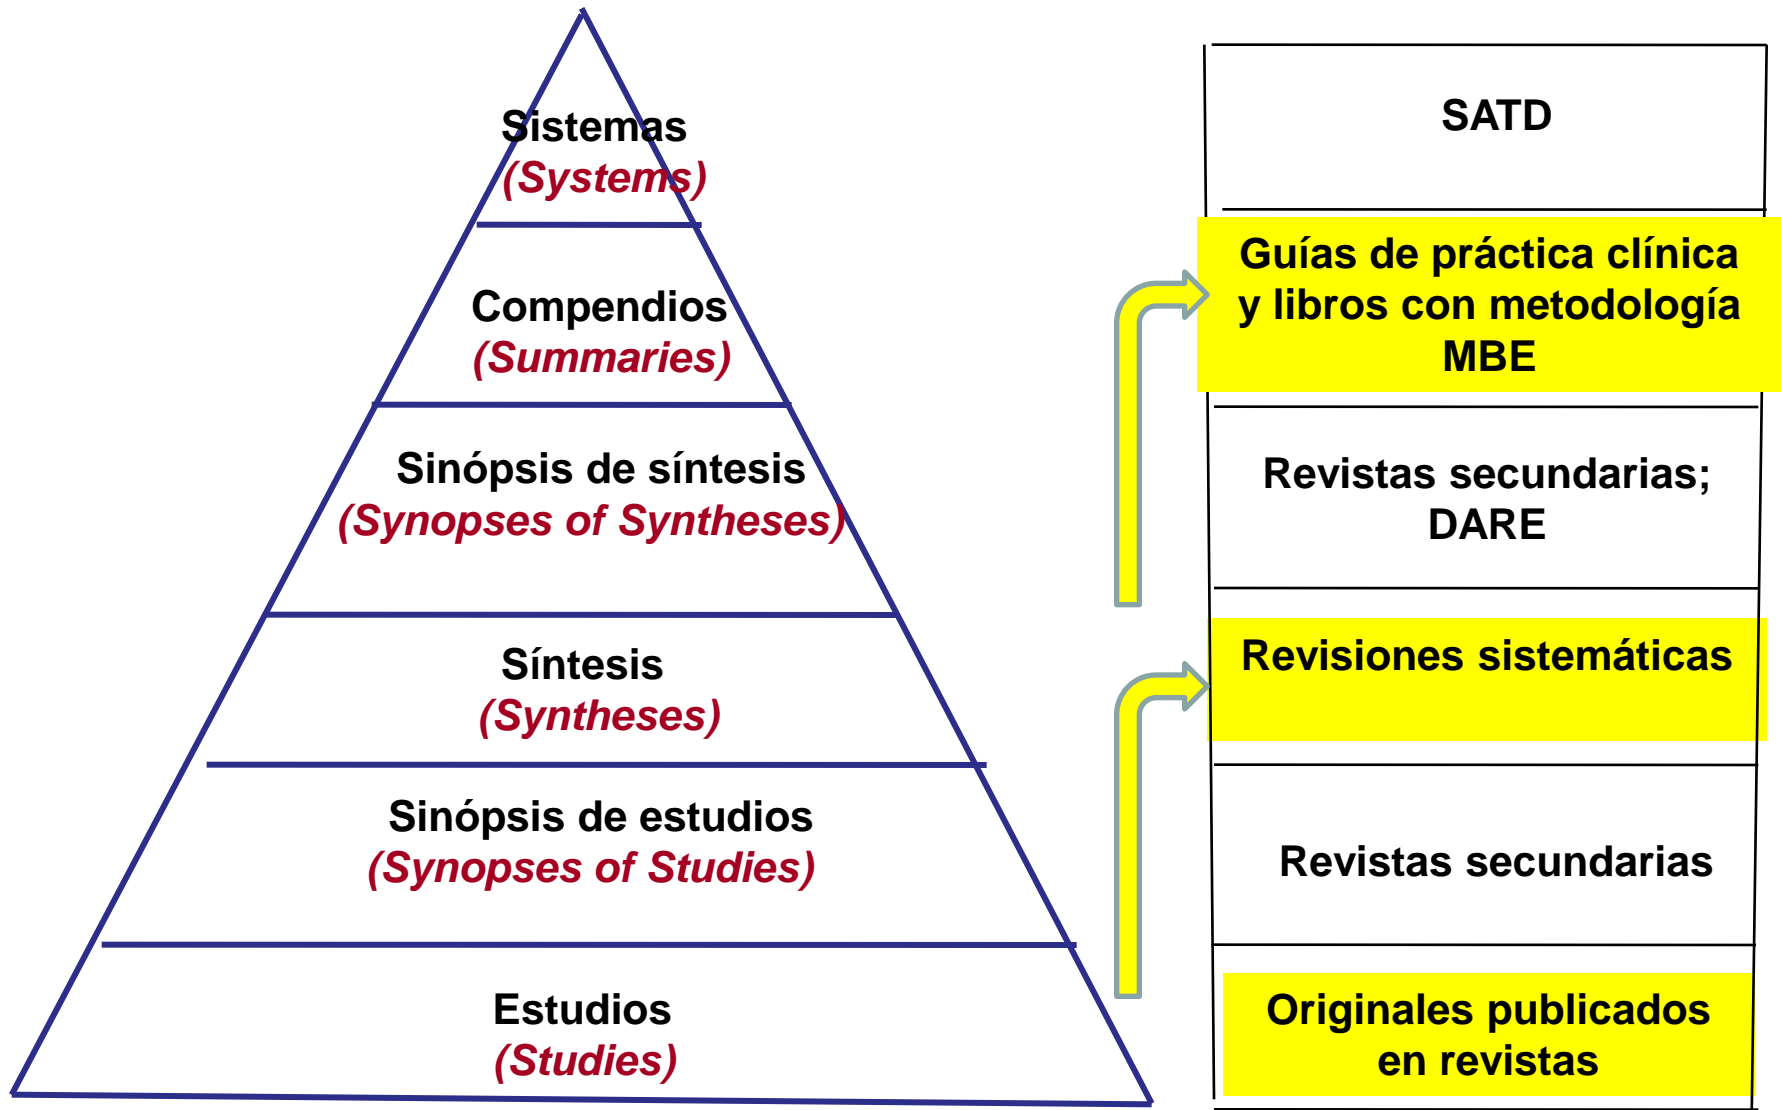 Sistemas
(Systems)
Compendios
(Summaries)
Sinópsis de síntesis
(Synopses of Syntheses)
Síntesis
(Syntheses)
Sinópsis de estudios
(Synopses of Studies)
Estudios
(Studies)
SATD
Guías de práctica clínica
y libros con metodología
MBE
Revistas secundarias;
DARE
Revisiones sistemáticas
Revistas secundarias
Originales publicados
en revistas